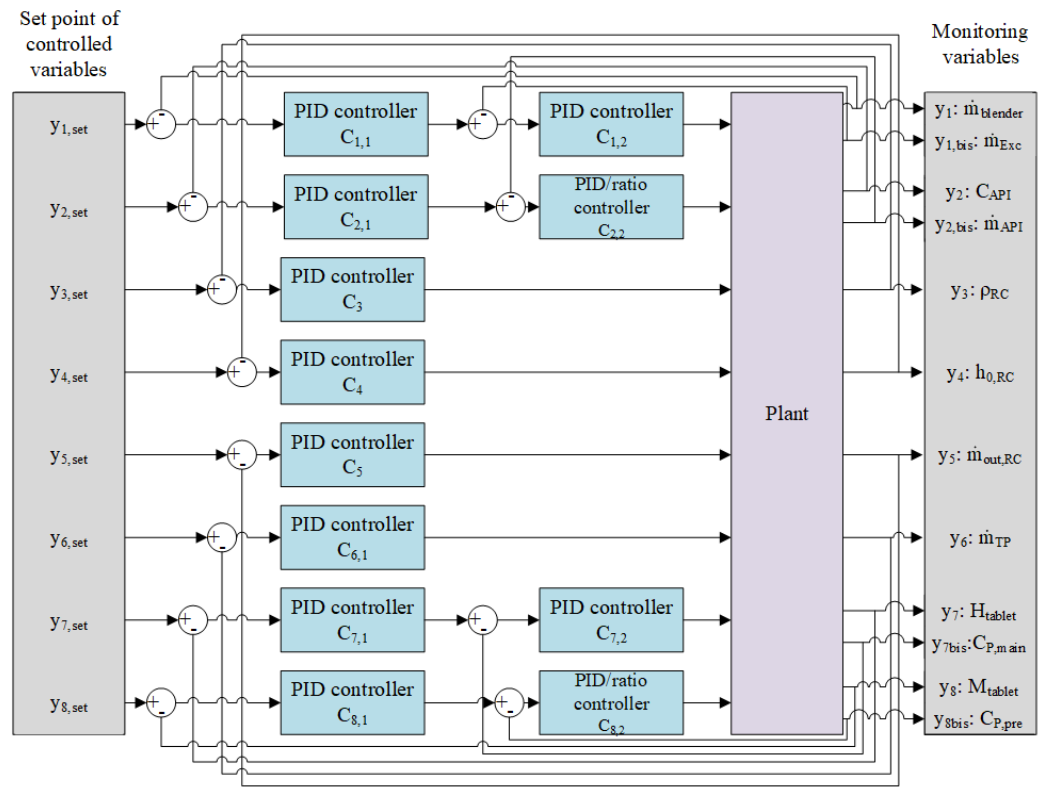 Set point of
controlled
variables
Monitoring
variables
y1,set
+
-
PID controller
C1,1
+
-
PID controller
C1,2
y1: ṁblender
y1,bis: ṁExc
y2,set
+
-
PID controller
C2,1
+
-
PID/ratio
controller
C2,2
y2: CAPI
y2,bis: ṁAPI
y3,set
+
-
PID controller
C3
y3: ρRC
y4,set
+
-
PID controller
C4
y4: h0,RC
Plant
y5,set
+
-
PID controller
C5
y5: ṁout,RC
y6,set
+
-
PID controller
C6,1
y6: ṁTP
y7,set
+
-
PID controller
C7,1
+
-
PID controller
C7,2
y7: Htablet
y7bis:CP,main
y8,set
+
-
PID controller
C8,1
+
-
PID/ratio
controller
C8,2
y8: Mtablet
y8bis: CP,pre